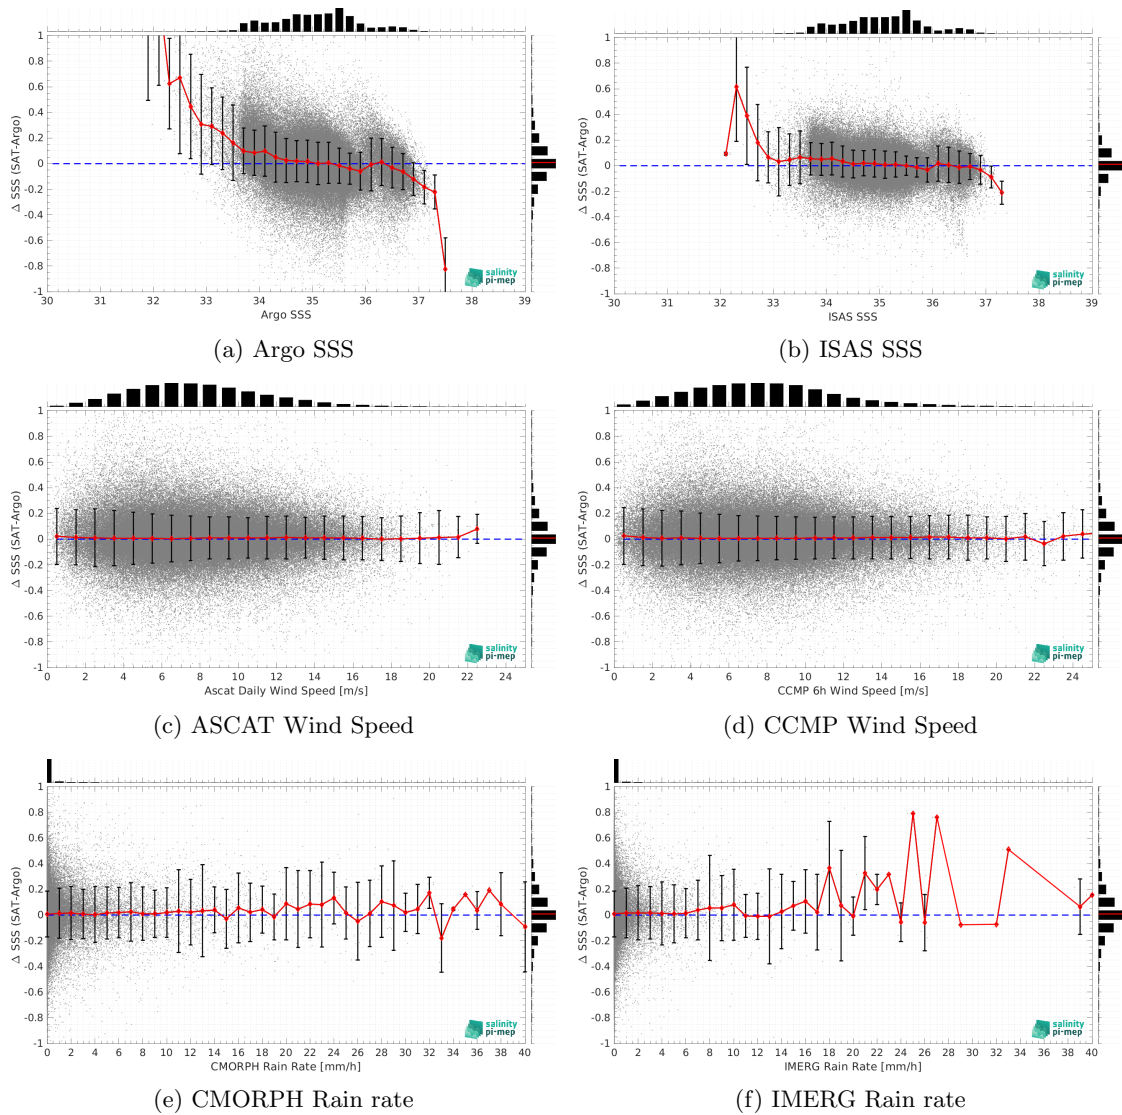 1
0.8
0.6
0.4
0.2
0
-0.2
-0.4
-0.6
-0.8
-1
Δ SSS (SAT-Argo)
30 31 32 33 34 35 36 37 38 39
Argo SSS
salinity
pi-mep
(a) Argo SSS
1
0.8
0.6
0.4
0.2
0
-0.2
-0.4
-0.6
-0.8
-1
Δ SSS (SAT-Argo)
30 31 32 33 34 35 36 37 38 39
ISAS SSS
salinity
pi-mep
(b) ISAS SSS
1
0.8
0.6
0.4
0.2
0
-0.2
-0.4
-0.6
-0.8
-1
Δ SSS (SAT-Argo)
0 2 4 6 8 10 12 14 16 18 20 22 24
Ascat Daily Wind Speed [m/s]
salinity
pi-mep
(c) ASCAT Wind Speed
1
0.8
0.6
0.4
0.2
0
-0.2
-0.4
-0.6
-0.8
-1
Δ SSS (SAT-Argo)
0 2 4 6 8 10 12 14 16 18 20 22 24
CCMP 6h Wind Speed [m/s]
salinity
pi-mep
(d) CCMP Wind Speed
1
0.8
0.6
0.4
0.2
0
-0.2
-0.4
-0.6
-0.8
-1
Δ SSS (SAT-Argo)
0 2 4 6 8 10 12 14 16 18 20 22 24 26 28 30 32 34 36 38 40
CMORPH Rain Rate [mm/h]
salinity
pi-mep
(e) CMORPH Rain rate
1
0.8
0.6
0.4
0.2
0
-0.2
-0.4
-0.6
-0.8
-1
Δ SSS (SAT-Argo)
0 2 4 6 8 10 12 14 16 18 20 22 24 26 28 30 32 34 36 38 40
IMERG Rain Rate [mm/h]
salinity
pi-mep
(f) IMERG Rain rate